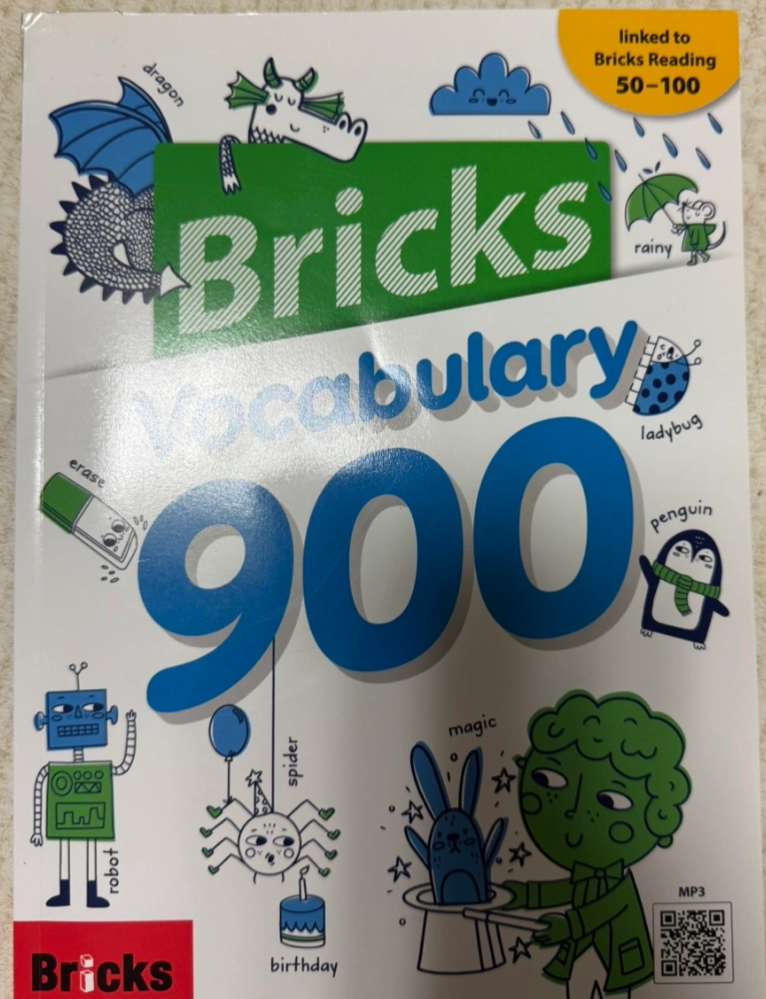 linked to
Bricks Reading
50–100
dragon
Bricks
rainy
Vocabulary
ladybug
900
erase
penguin
magic
spider
robot
birthday
MP3
Bricks